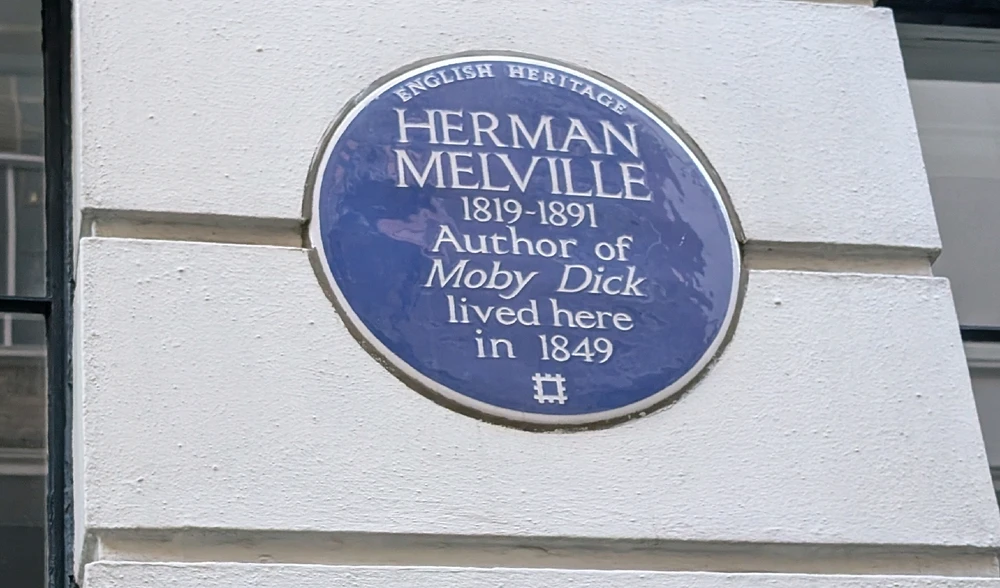 ENGLISH HERITAGE
HERMAN
MELVILLE
1819-1891
Author of
Moby Dick
lived here
in 1849